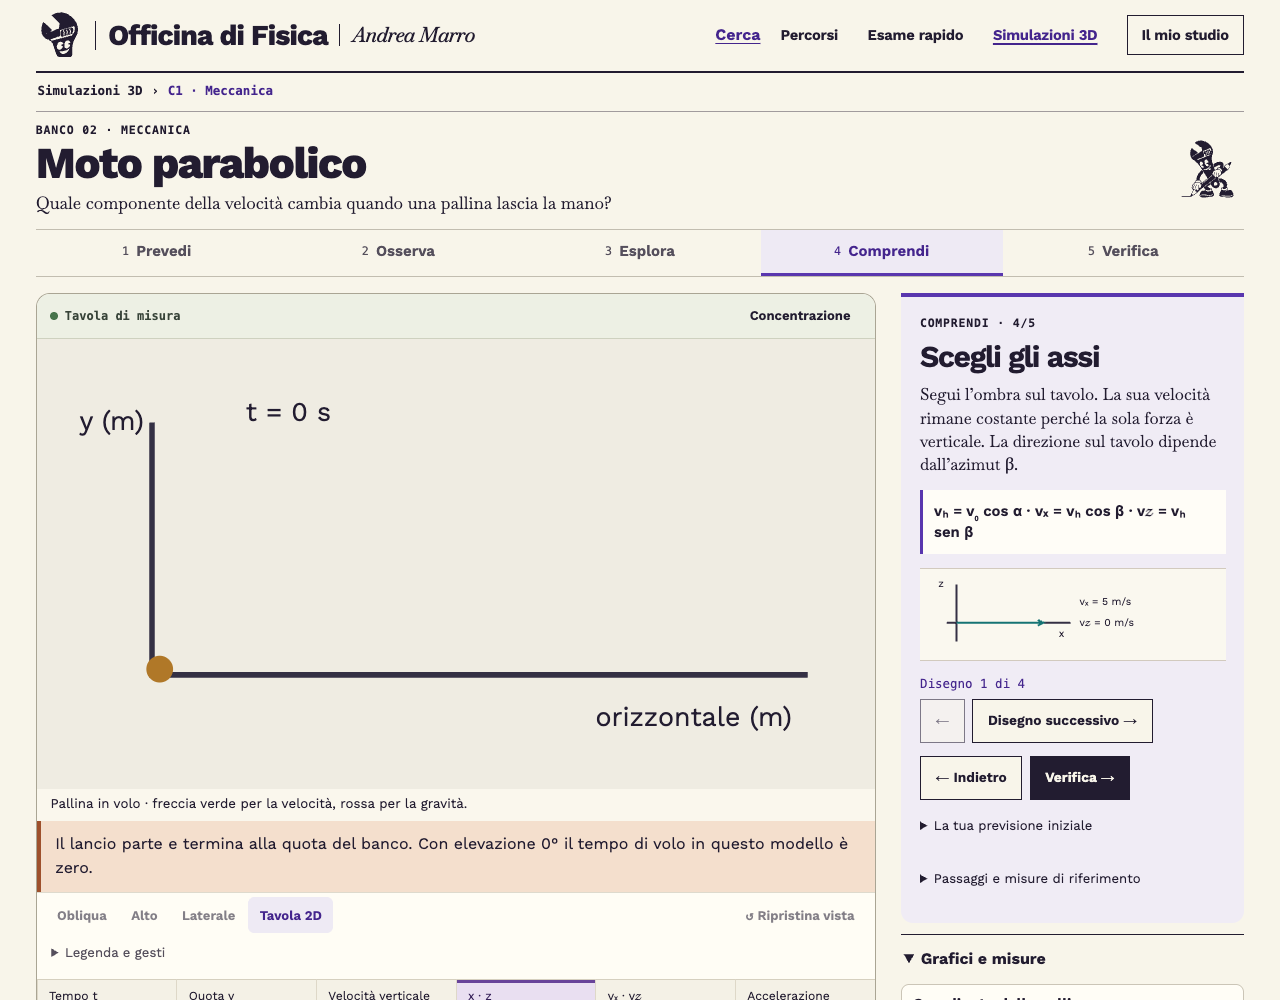 Officina di Fisica
Andrea Marro
Cerca
Percorsi
Esame rapido
Simulazioni 3D
Il mio studio
Simulazioni 3D › C1 · Meccanica
BANCO 02 · MECCANICA
Moto parabolico
Quale componente della velocità cambia quando una pallina lascia la mano?
1 Prevedi
2 Osserva
3 Esplora
4 Comprendi
5 Verifica
Tavola di misura
Concentrazione
y (m)
t = 0 s
orizzontale (m)
Pallina in volo · freccia verde per la velocità, rossa per la gravità.
Il lancio parte e termina alla quota del banco. Con elevazione 0° il tempo di volo in questo modello è
zero.
Obliqua
Alto
Laterale
Tavola 2D
↺ Ripristina vista
▶ Legenda e gesti
Tempo t
Quota y
Velocità verticale
x · z
vₓ · v𝑧
Accelerazione
COMPRENDI · 4/5
Scegli gli assi
Segui l’ombra sul tavolo. La sua velocità
rimane costante perché la sola forza è
verticale. La direzione sul tavolo dipende
dall’azimut β.
vₕ = v₀ cos α · vₓ = vₕ cos β · v𝑧 = vₕ
sen β
z
vₓ = 5 m/s
v𝑧 = 0 m/s
x
Disegno 1 di 4
←
Disegno successivo →
← Indietro
Verifica →
▶ La tua previsione iniziale
▶ Passaggi e misure di riferimento
▼ Grafici e misure